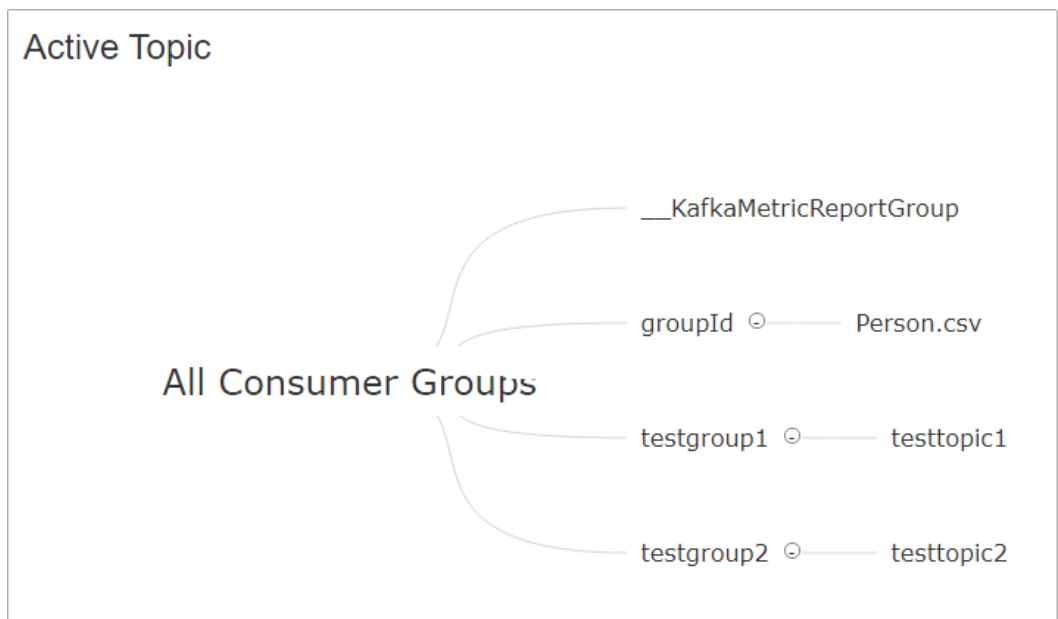 Active Topic
__KafkaMetricReportGroup
groupId - Person.csv
All Consumer Groups
testgroup1 - testtopic1
testgroup2 - testtopic2